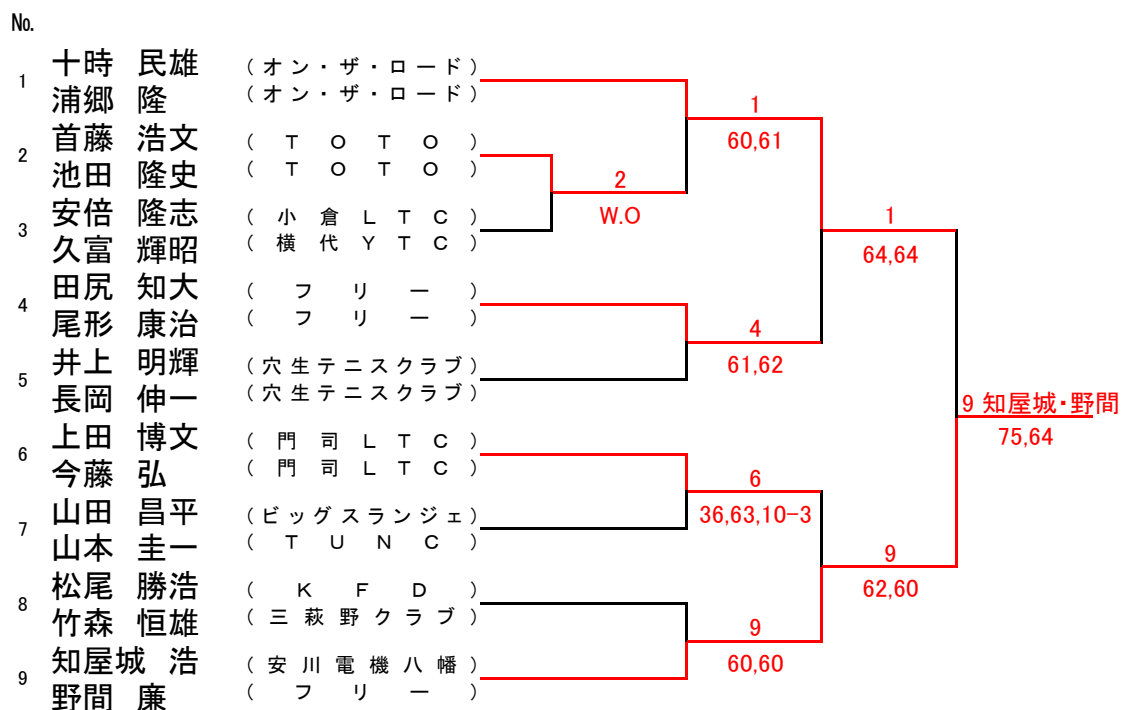 No.
1
十時 民雄 (オン・ザ・ロード)
浦郷 隆 (オン・ザ・ロード)
2
首藤 浩文 (TOTO)
池田 隆史 (TOTO)
3
安倍 隆志 (小倉LTC)
久富 輝昭 (横代YTC)
4
田尻 知大 (フリー)
尾形 康治 (フリー)
5
井上 明輝 (穴生テニスクラブ)
長岡 伸一 (穴生テニスクラブ)
6
上田 博文 (門司LTC)
今藤 弘 (門司LTC)
7
山田 昌平 (ビッグスランジェ)
山本 圭一 (TUNC)
8
松尾 勝浩 (KFD)
竹森 恒雄 (三萩野クラブ)
9
知屋城 浩 (安川電機八幡)
野間 廉 (フリー)
2
W.O
1
60,61
4
61,62
6
36,63,10-3
9
60,60
1
64,64
9
62,60
9 知屋城・野間
75,64